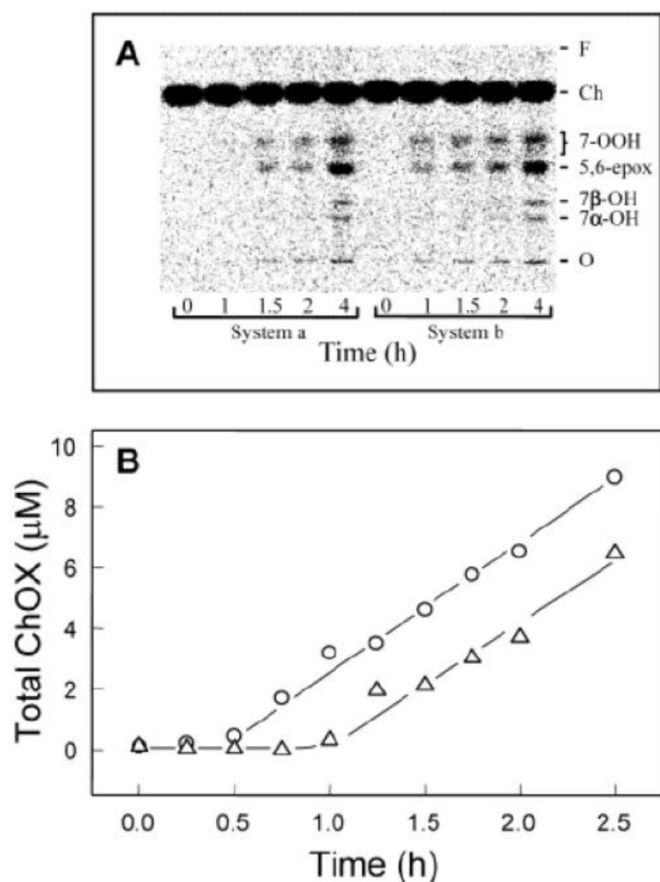 A
F
Ch
7-OOH
5,6-epox
7β-OH
7α-OH
O
0 1 1.5 2 4 0 1 1.5 2 4
System a System b
Time (h)
B
Total ChOX (μM)
10
8
6
4
2
0
0.0 0.5 1.0 1.5 2.0 2.5
Time (h)